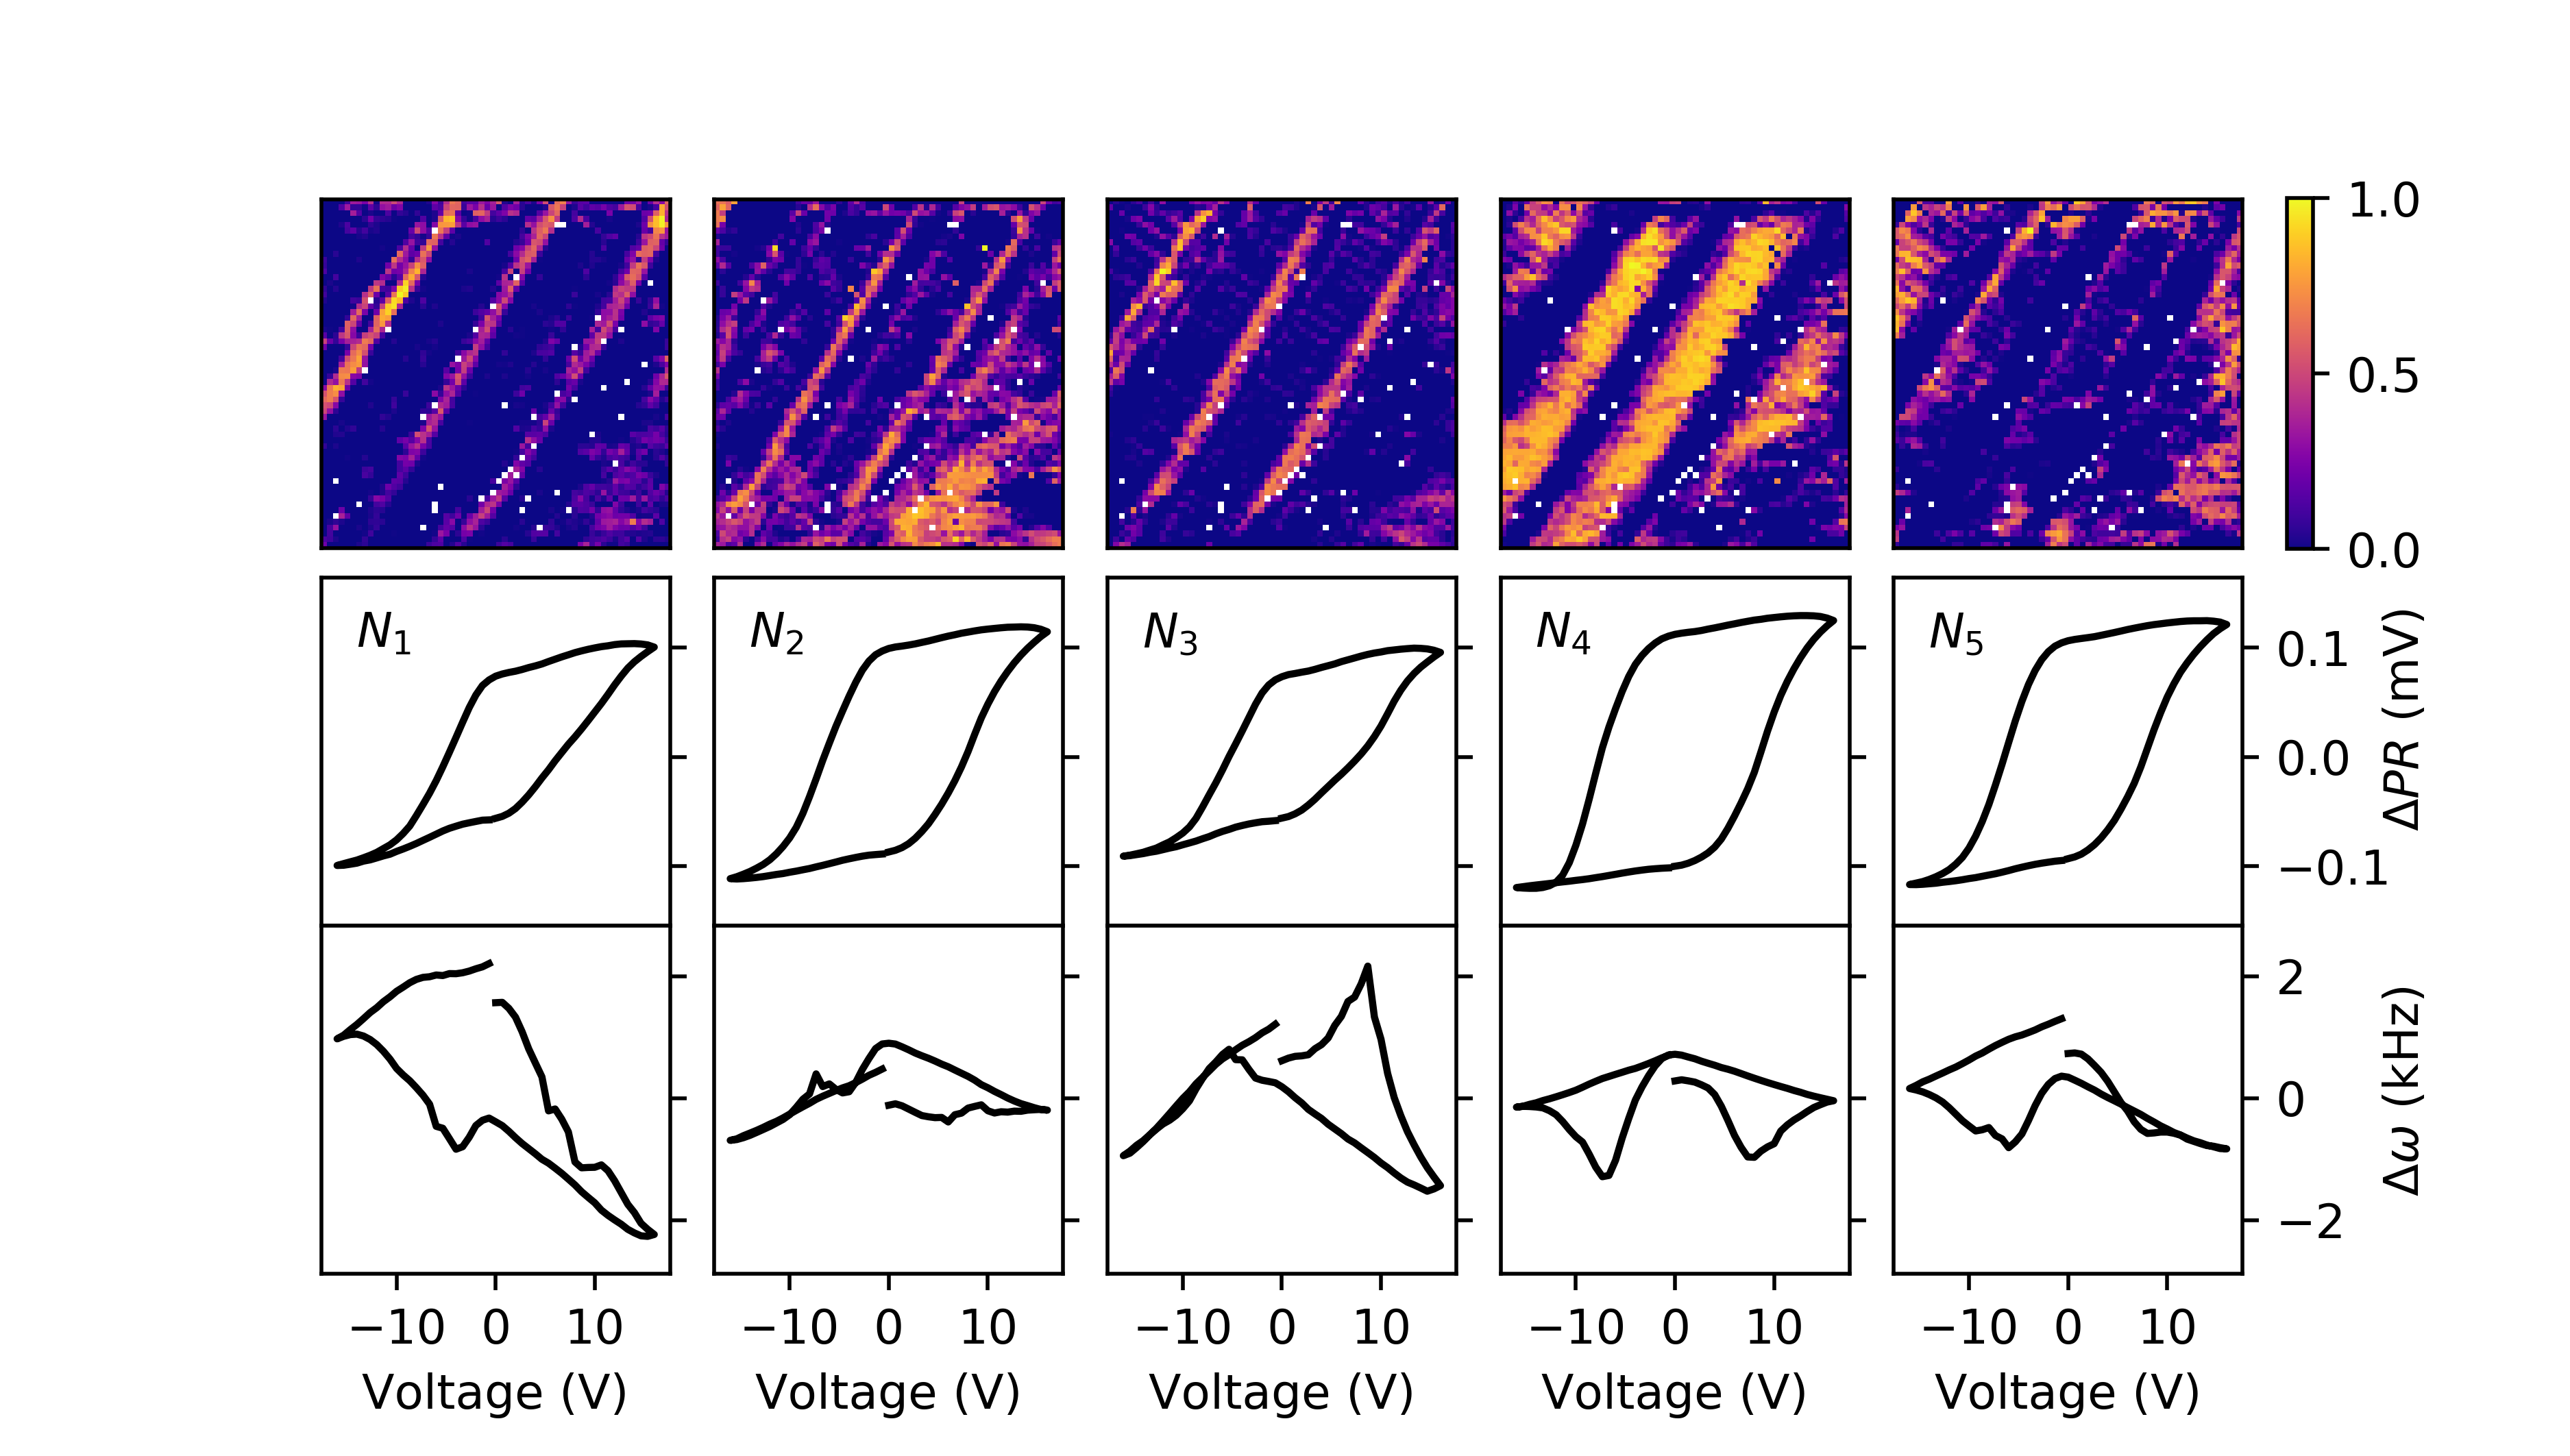 1.0
0.5
0.0
N₁ N₂ N₃ N₄ N₅
0.1
0.0
−0.1
ΔPR (mV)
2
0
−2
Δω (kHz)
−10 0 10 −10 0 10 −10 0 10 −10 0 10 −10 0 10
Voltage (V) Voltage (V) Voltage (V) Voltage (V) Voltage (V)